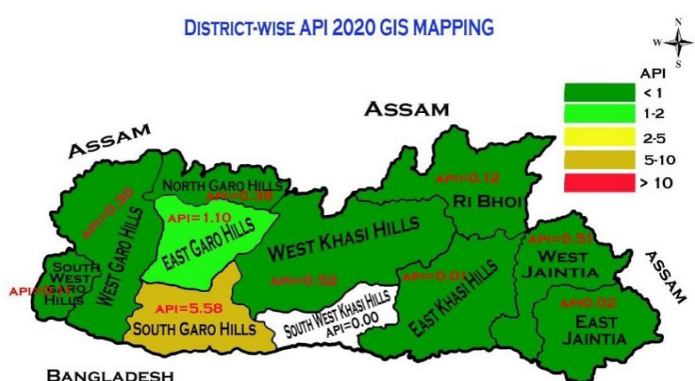 DISTRICT-WISE API 2020 GIS MAPPING
N
W
E
S
API
< 1
1-2
2-5
5-10
> 10
ASSAM
ASSAM
NORTH GARO HILLS
API=0.38
API=0.30
WEST GARO HILLS
API=1.10
EAST GARO HILLS
API=0.12
RI BHOI
WEST KHASI HILLS
API=0.52
API=0.01
EAST KHASI HILLS
API=0.51
WEST
JAINTIA
ASSAM
SOUTH
WEST
GARO
HILLS
API=5.58
SOUTH GARO HILLS
SOUTH WEST KHASI HILLS
API=0.00
API0.02
EAST
JAINTIA
BANGLADESH